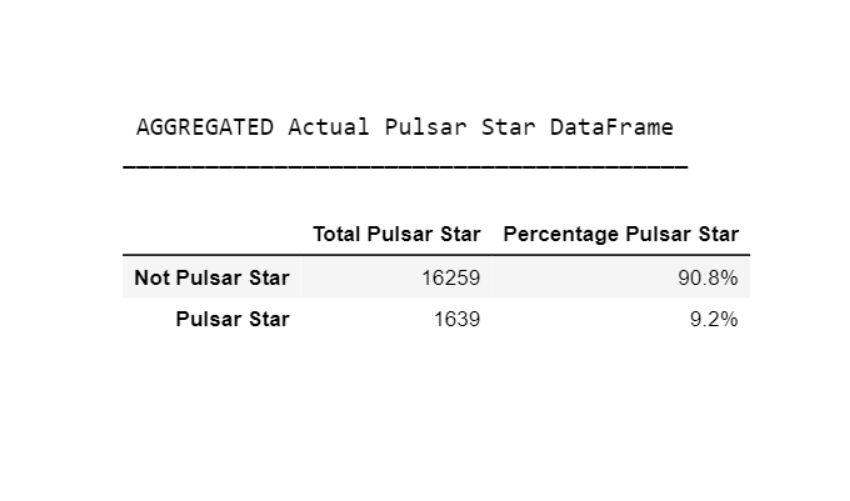 AGGREGATED Actual Pulsar Star DataFrame
Total Pulsar Star Percentage Pulsar Star
Not Pulsar Star 16259 90.8%
Pulsar Star 1639 9.2%